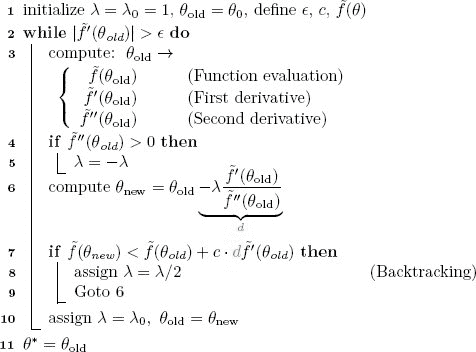 1 initialize λ = λ₀ = 1, θ_old = θ₀, define ϵ, c, f̃(θ)
2 while |f̃′(θ_old)| > ϵ do
3 compute: θ_old →
f̃(θ_old) (Function evaluation)
f̃′(θ_old) (First derivative)
f̃″(θ_old) (Second derivative)
4 if f̃″(θ_old) > 0 then
5 λ = −λ
6 compute θ_new = θ_old −λ f̃′(θ_old)/f̃″(θ_old)
d
7 if f̃(θ_new) < f̃(θ_old) + c · df̃′(θ_old) then
8 assign λ = λ/2 (Backtracking)
9 Goto 6
10 assign λ = λ₀, θ_old = θ_new
11 θ* = θ_old